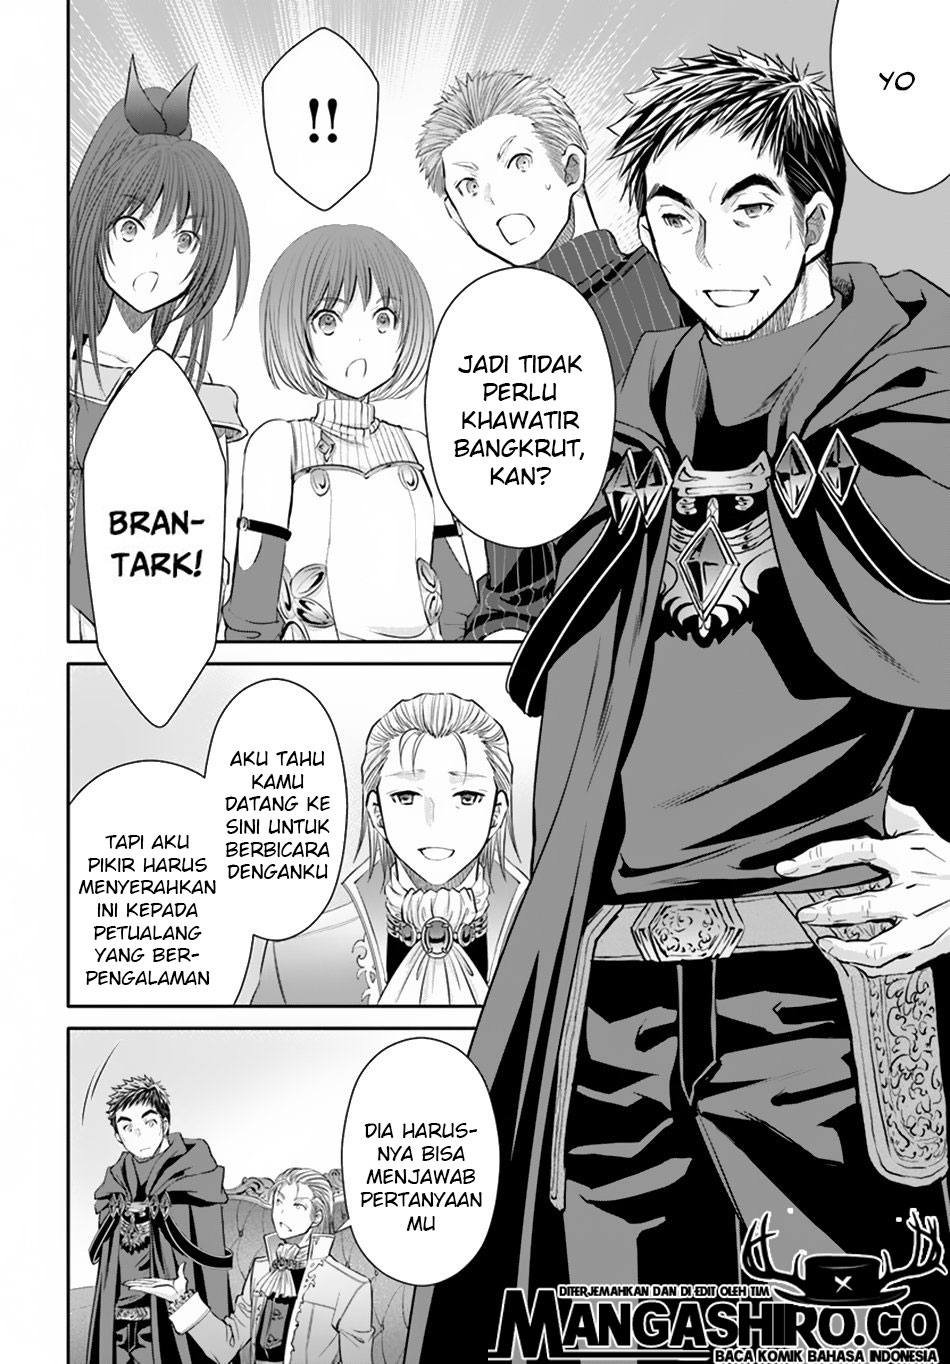 YO
JADI TIDAK
PERLU
KHAWATIR
BANGKRUT,
KAN?
!!
BRAN-
TARK!
AKU TAHU
KAMU
DATANG KE
SINI UNTUK
BERBICARA
DENGANKU
TAPI AKU
PIKIR HARUS
MENYERAHKAN
INI KEPADA
PETUALANG
YANG BER-
PENGALAMAN
DIA HARUS-
NYA BISA
MENJAWAB
PERTANYAAN
MU
DITERJEMAHKAN DAN DI EDIT OLEH TIM
MANGASHIRO.CO
BACA KOMIK BAHASA INDONESIA